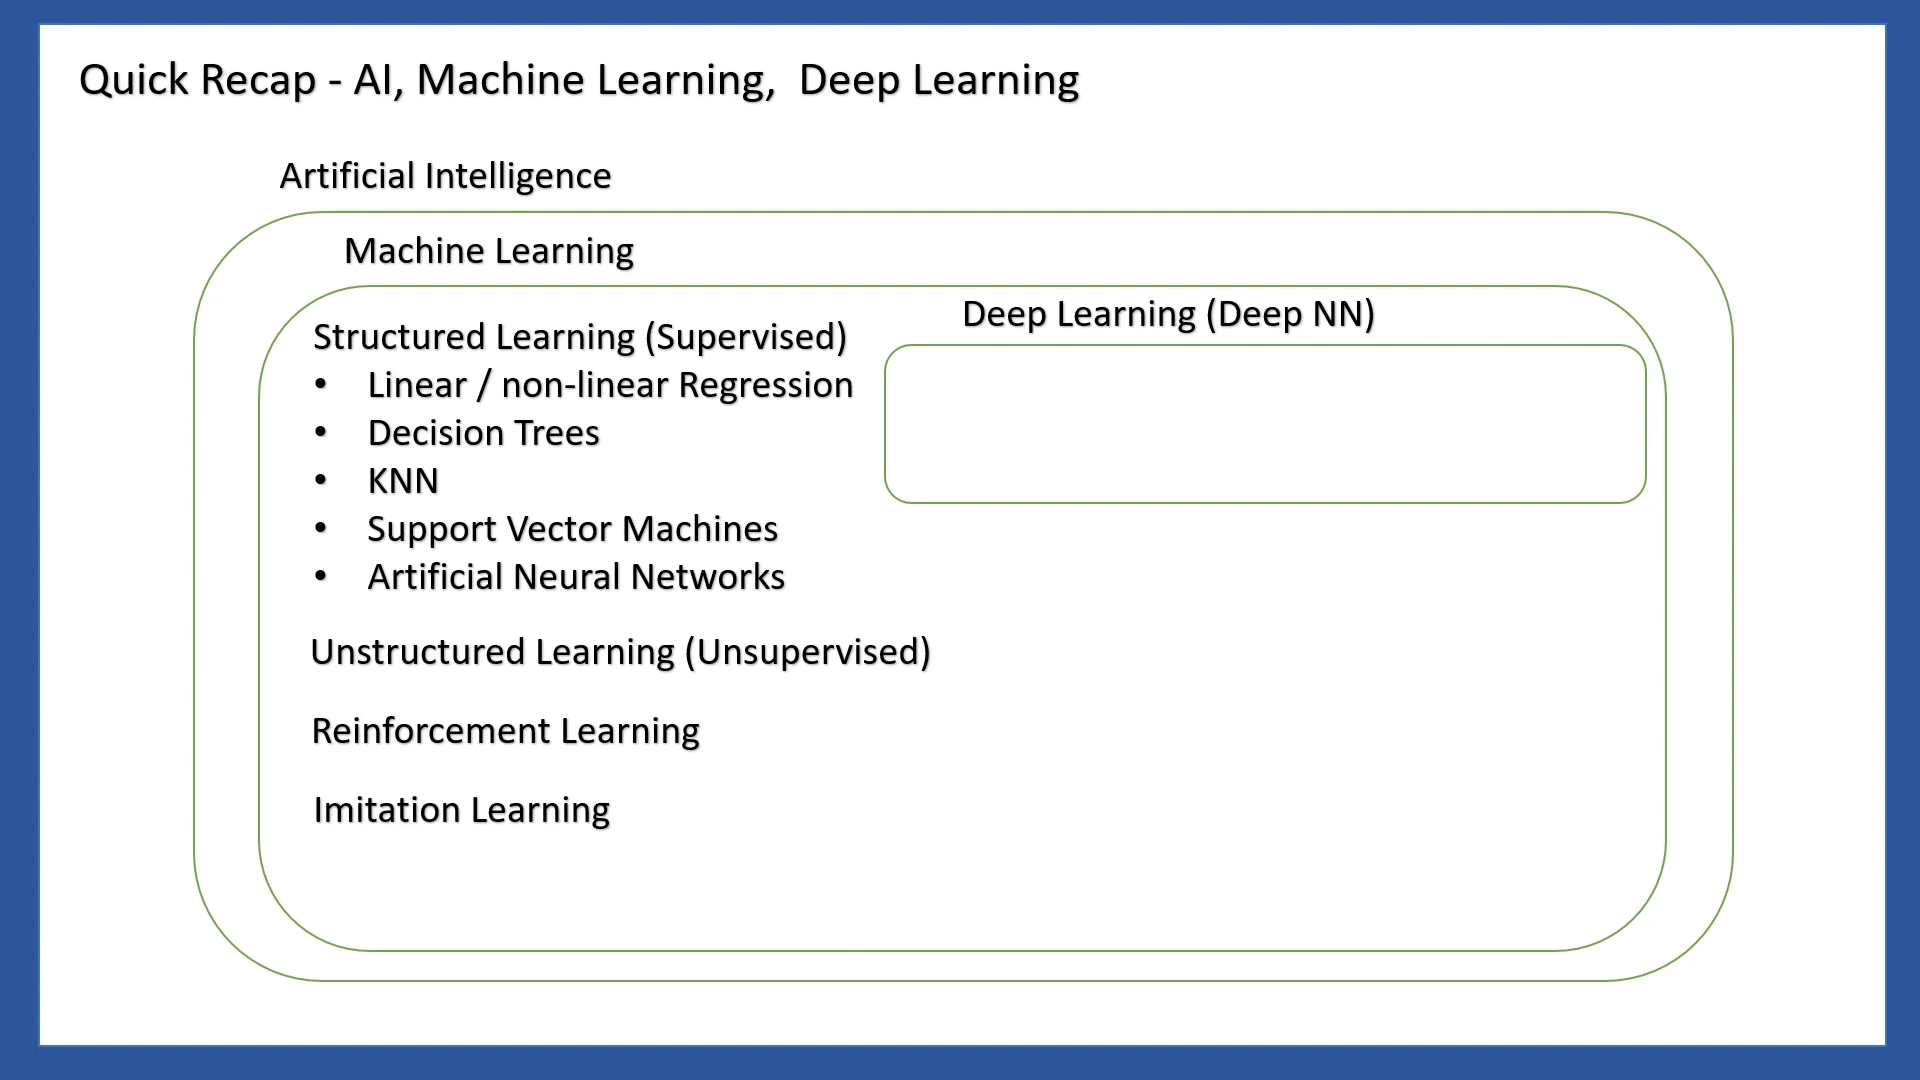 Quick Recap - AI, Machine Learning,  Deep Learning
Artificial Intelligence
Machine Learning
Structured Learning (Supervised)
• Linear / non-linear Regression
• Decision Trees
• KNN
• Support Vector Machines
• Artificial Neural Networks
Unstructured Learning (Unsupervised)
Reinforcement Learning
Imitation Learning
Deep Learning (Deep NN)